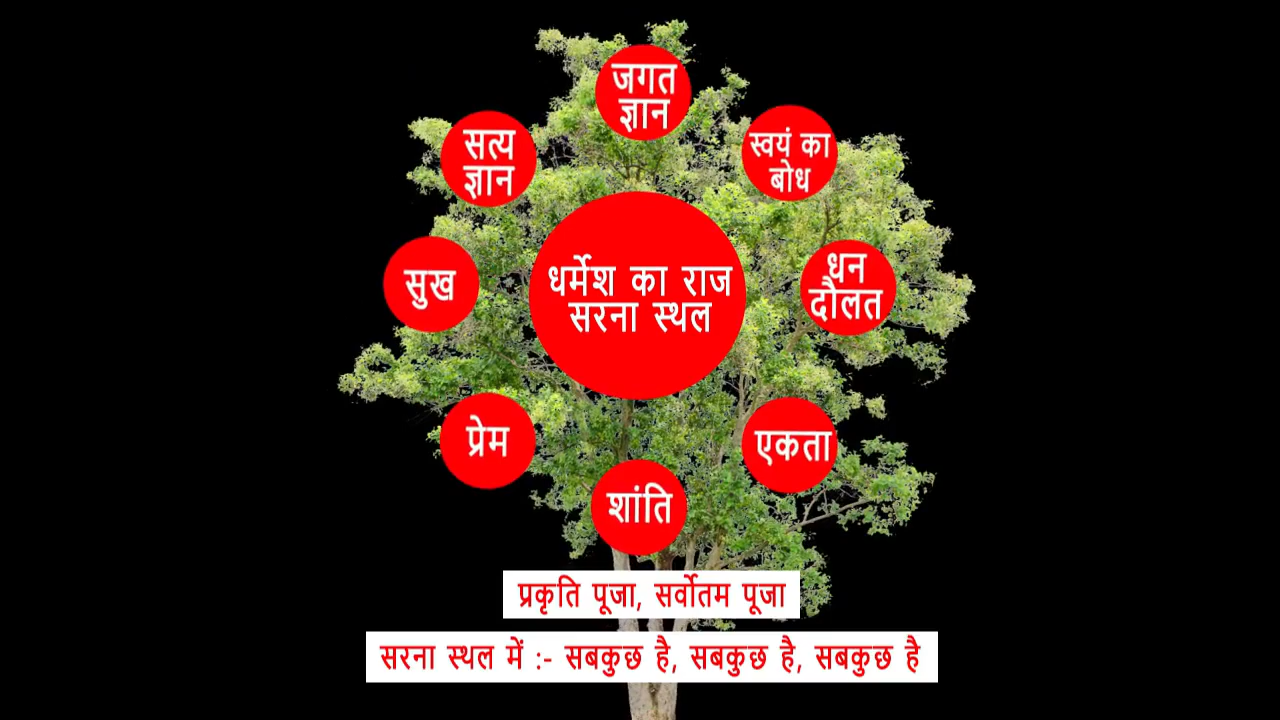 जगत
ज्ञान
सत्य
ज्ञान
स्वयं का
बोध
सुख
धर्मेश का राज
सरना स्थल
धन
दौलत
प्रेम
एकता
शांति
प्रकृति पूजा, सर्वोतम पूजा
सरना स्थल में :- सबकुछ है, सबकुछ है, सबकुछ है